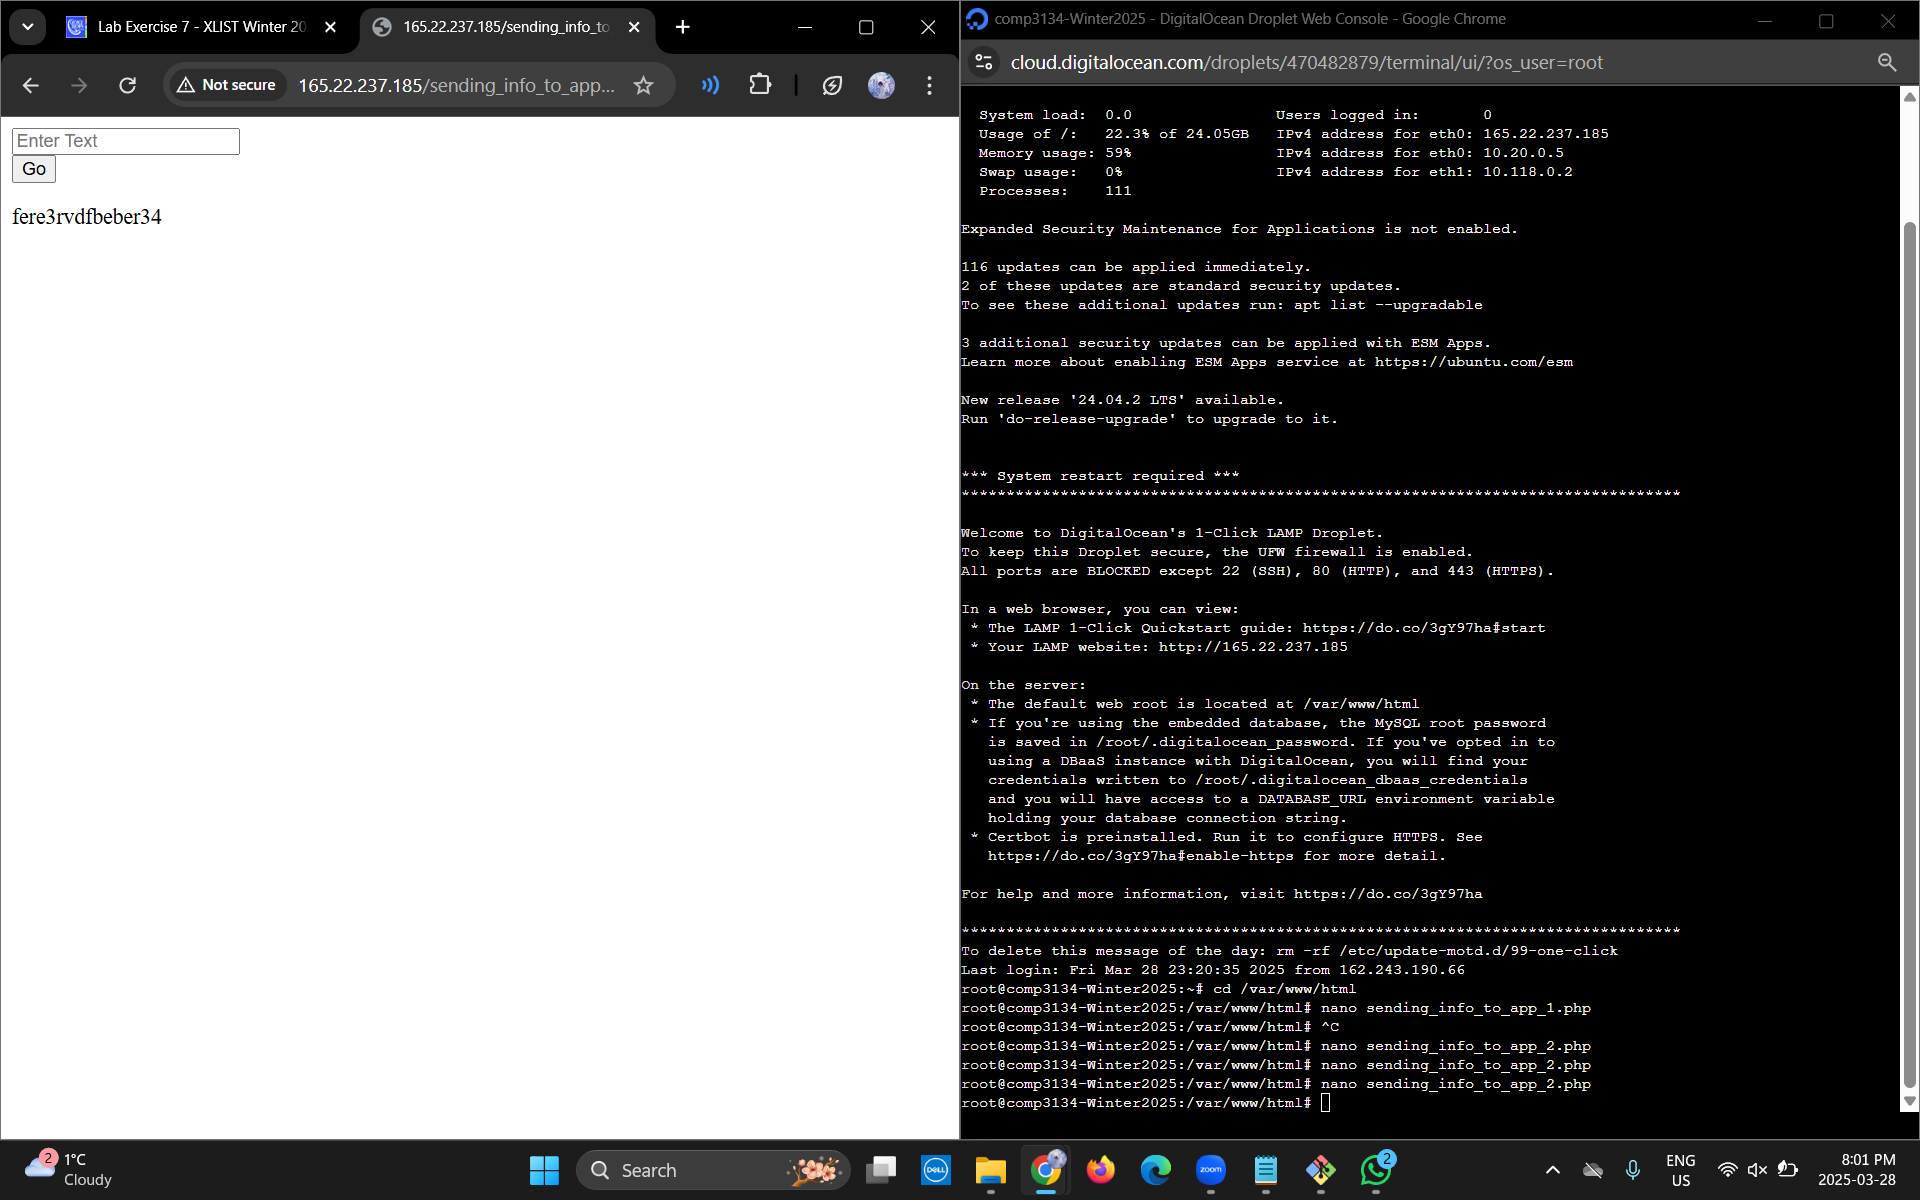 Lab Exercise 7 - XLIST Winter 20
165.22.237.185/sending_info_to
Not secure
165.22.237.185/sending_info_to_app...
Enter Text
Go
fere3rvdfbeber34
comp3134-Winter2025 - DigitalOcean Droplet Web Console - Google Chrome
cloud.digitalocean.com/droplets/470482879/terminal/ui/?os_user=root
System load: 0.0 Users logged in: 0
Usage of /: 22.3% of 24.05GB IPv4 address for eth0: 165.22.237.185
Memory usage: 59% IPv4 address for eth0: 10.20.0.5
Swap usage: 0% IPv4 address for eth1: 10.118.0.2
Processes: 111
Expanded Security Maintenance for Applications is not enabled.
116 updates can be applied immediately.
2 of these updates are standard security updates.
To see these additional updates run: apt list --upgradable
3 additional security updates can be applied with ESM Apps.
Learn more about enabling ESM Apps service at https://ubuntu.com/esm
New release '24.04.2 LTS' available.
Run 'do-release-upgrade' to upgrade to it.
*** System restart required ***
********************************************************************************
Welcome to DigitalOcean's 1-Click LAMP Droplet.
To keep this Droplet secure, the UFW firewall is enabled.
All ports are BLOCKED except 22 (SSH), 80 (HTTP), and 443 (HTTPS).
In a web browser, you can view:
* The LAMP 1-Click Quickstart guide: https://do.co/3gY97ha#start
* Your LAMP website: http://165.22.237.185
On the server:
* The default web root is located at /var/www/html
* If you're using the embedded database, the MySQL root password
is saved in /root/.digitalocean_password. If you've opted in to
using a DBaaS instance with DigitalOcean, you will find your
credentials written to /root/.digitalocean_dbaas_credentials
and you will have access to a DATABASE_URL environment variable
holding your database connection string.
* Certbot is preinstalled. Run it to configure HTTPS. See
https://do.co/3gY97ha#enable-https for more detail.
For help and more information, visit https://do.co/3gY97ha
********************************************************************************
To delete this message of the day: rm -rf /etc/update-motd.d/99-one-click
Last login: Fri Mar 28 23:20:35 2025 from 162.243.190.66
root@comp3134-Winter2025:~# cd /var/www/html
root@comp3134-Winter2025:/var/www/html# nano sending_info_to_app_1.php
root@comp3134-Winter2025:/var/www/html# ^C
root@comp3134-Winter2025:/var/www/html# nano sending_info_to_app_2.php
root@comp3134-Winter2025:/var/www/html# nano sending_info_to_app_2.php
root@comp3134-Winter2025:/var/www/html# nano sending_info_to_app_2.php
root@comp3134-Winter2025:/var/www/html#
2
1°C
Cloudy
Search
DELL
zoom
2
ENG
US
8:01 PM
2025-03-28